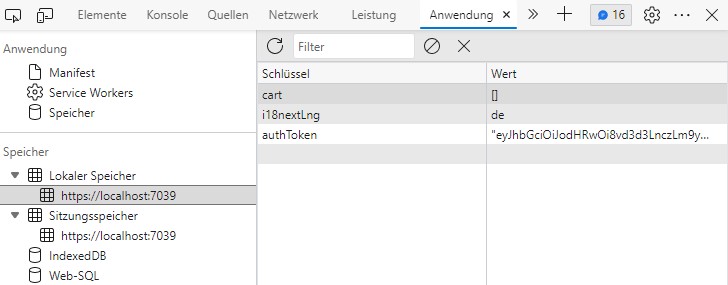 Elemente Konsole Quellen Netzwerk Leistung Anwendung × » + 16 ...
Anwendung
Manifest
Service Workers
Speicher
Speicher
Lokaler Speicher
https://localhost:7039
Sitzungsspeicher
https://localhost:7039
IndexedDB
Web-SQL
Filter
Schlüssel Wert
cart []
i18nextLng de
authToken "eyJhbGciOiJodHRwOi8vd3d3LnczLm9y...